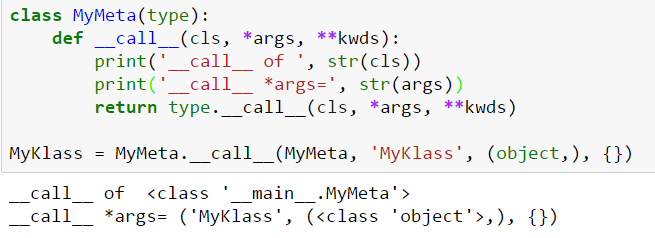 class MyMeta(type):
    def __call__(cls, *args, **kwds):
        print('__call__ of ', str(cls))
        print('__call__ *args=', str(args))
        return type.__call__(cls, *args, **kwds)
MyKlass = MyMeta.__call__(MyMeta, 'MyKlass', (object,), {})
__call__ of  <class '__main__.MyMeta'>
__call__ *args= ('MyKlass', (<class 'object'>,), {})